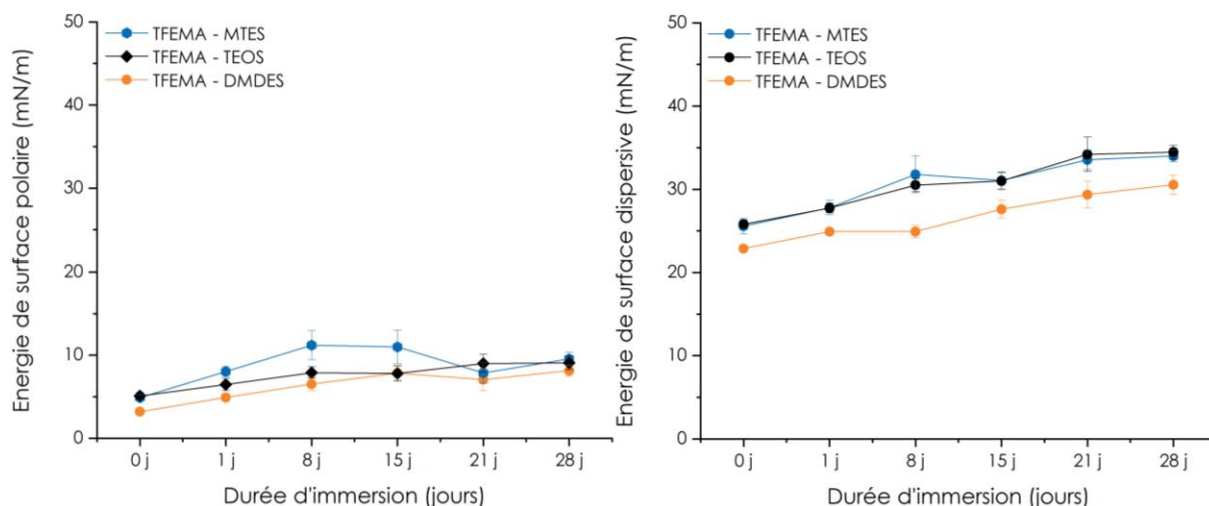 Energie de surface polaire (mN/m)
50
40
30
20
10
0
TFEMA - MTES
TFEMA - TEOS
TFEMA - DMDES
0 j
1 j
8 j
15 j
21 j
28 j
Durée d'immersion (jours)
Energie de surface dispersive (mN/m)
50
40
30
20
10
0
TFEMA - MTES
TFEMA - TEOS
TFEMA - DMDES
0 j
1 j
8 j
15 j
21 j
28 j
Durée d'immersion (jours)